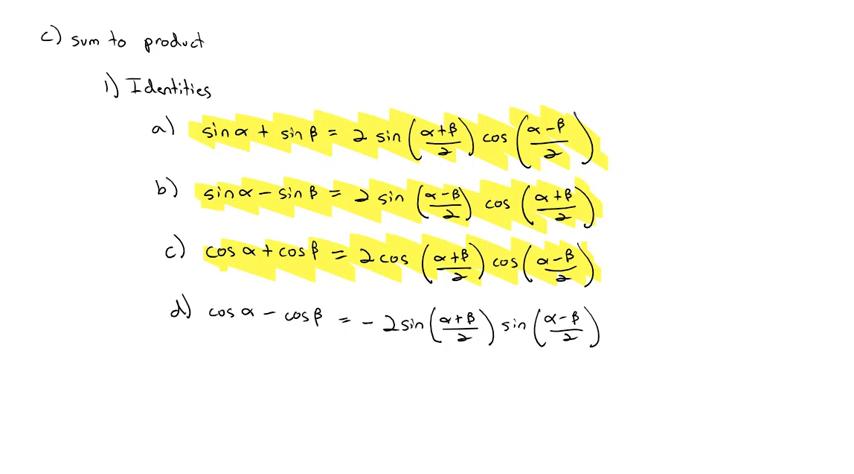 c) sum to product
1) Identities
a) sin α + sin β = 2 sin ((α+β)/2) cos ((α−β)/2)
b) sin α − sin β = 2 sin ((α−β)/2) cos ((α+β)/2)
c) cos α + cos β = 2 cos ((α+β)/2) cos ((α−β)/2)
d) cos α − cos β = − 2 sin ((α+β)/2) sin ((α−β)/2)